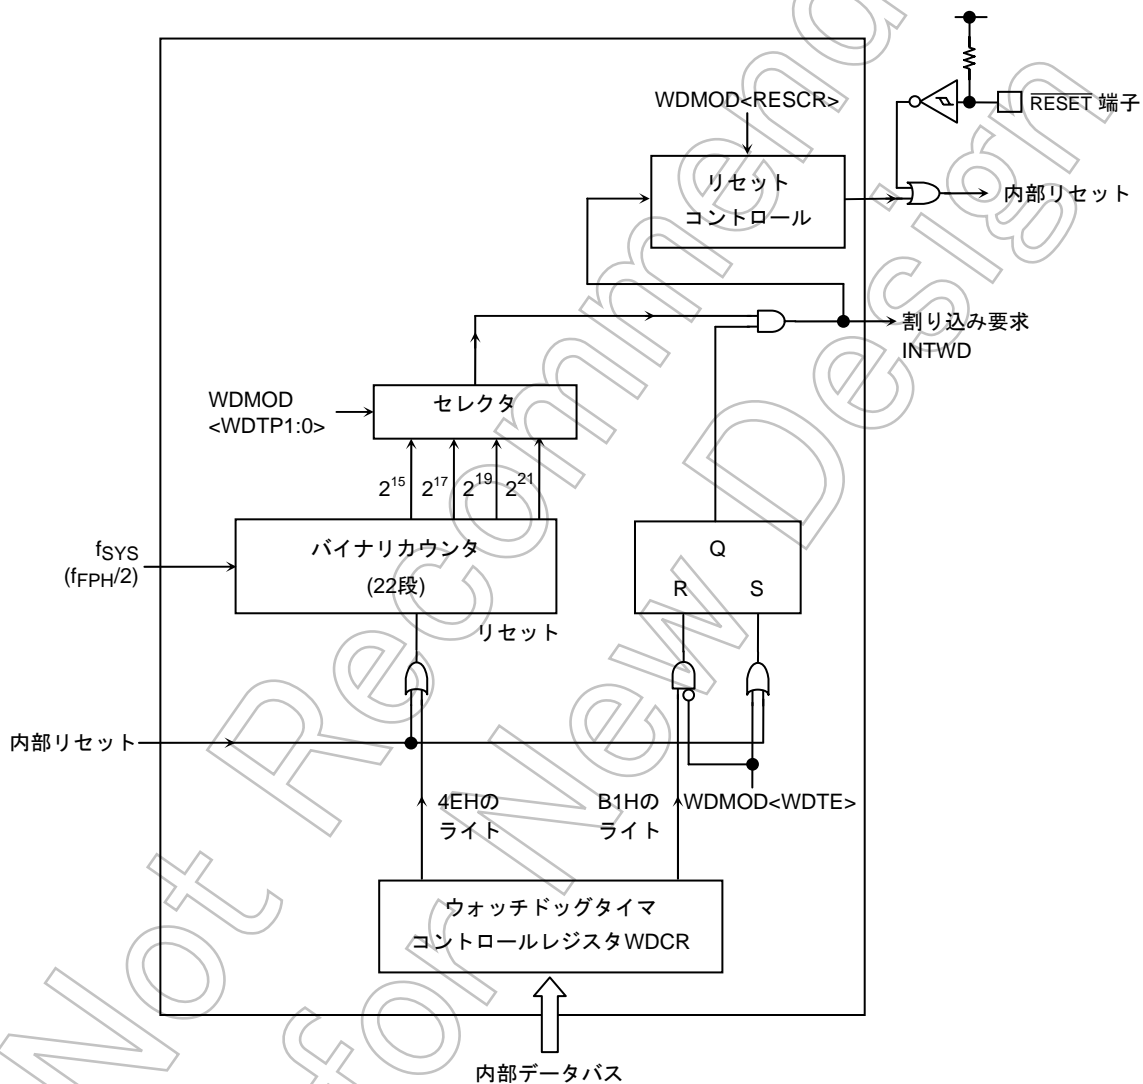 WDMOD<RESCR>
RESET 端子
リセット
コントロール
内部リセット
割り込み要求
INTWD
WDMOD
<WDTP1:0>
セレクタ
2^15 2^17 2^19 2^21
fSYS
(fFPH/2)
バイナリカウンタ
(22段)
リセット
Q
R S
内部リセット
4EHの
ライト
B1Hの
ライト
WDMOD<WDTE>
ウォッチドッグタイマ
コントロールレジスタWDCR
内部データバス
Not Recommended
for New Design